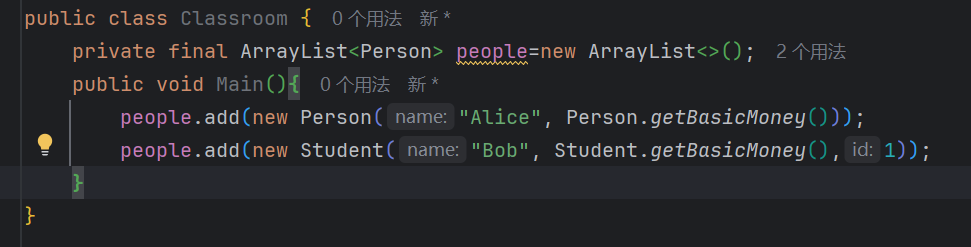 public class Classroom { 0个用法 新 *
private final ArrayList<Person> people=new ArrayList<>(); 2个用法
public void Main(){ 0个用法 新 *
people.add(new Person( name: "Alice", Person.getBasicMoney()));
people.add(new Student( name: "Bob", Student.getBasicMoney(), id: 1));
}
}